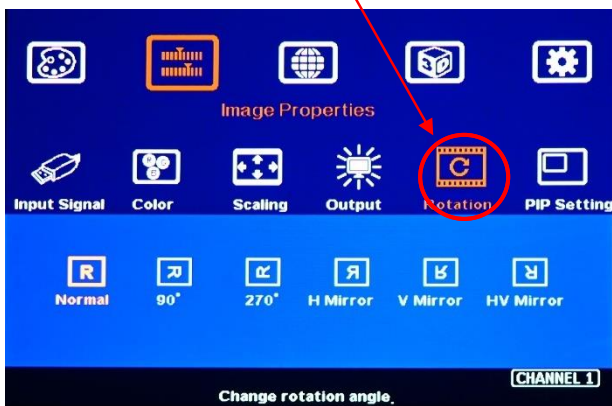 3D
Image Properties
Input Signal Color Scaling Output Rotation PIP Setting
R R R R R R
Normal 90° 270° H Mirror V Mirror HV Mirror
CHANNEL 1
Change rotation angle.